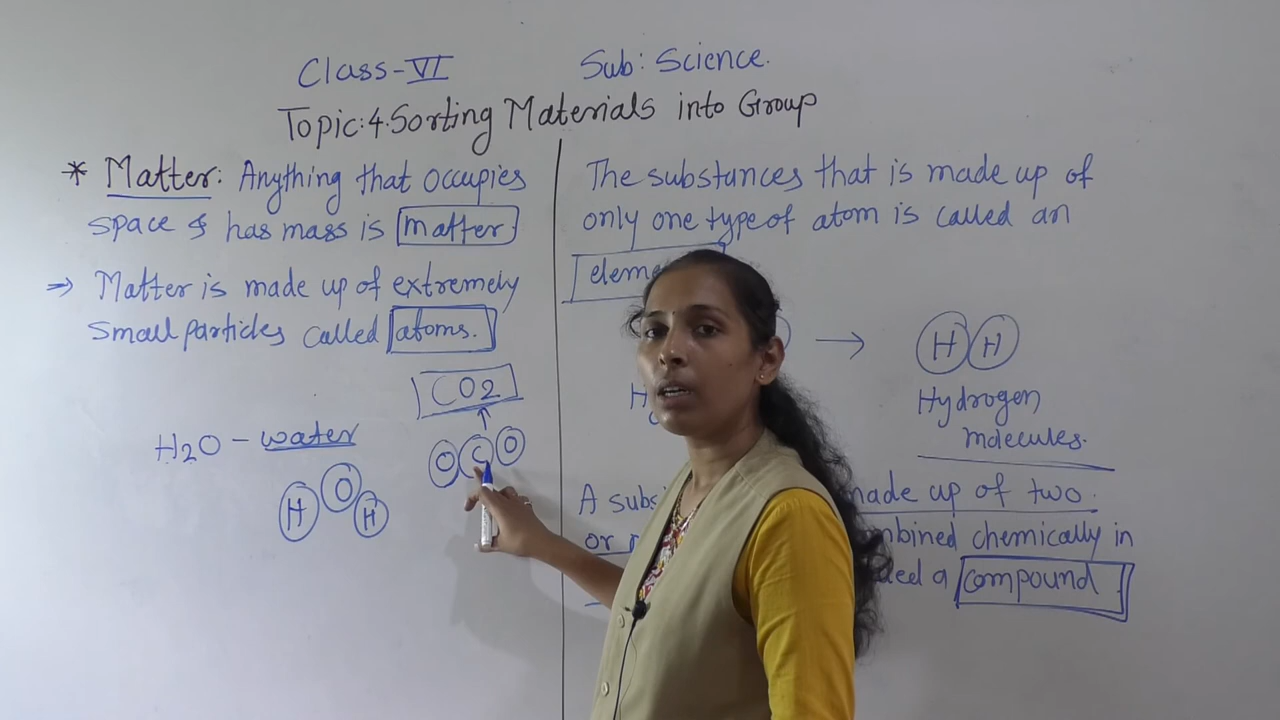 Class-VI Sub: Science.
Topic:4.Sorting Materials into Group
* Matter: Anything that occupies
space & has mass is matter.
→ Matter is made up of extremely
small particles called atoms.
CO2
O C O
H2O - water
H O H
The substances that is made up of
only one type of atom is called an
→ H H
Hydrogen
molecules.
A made up of two
or chemically in
a compound